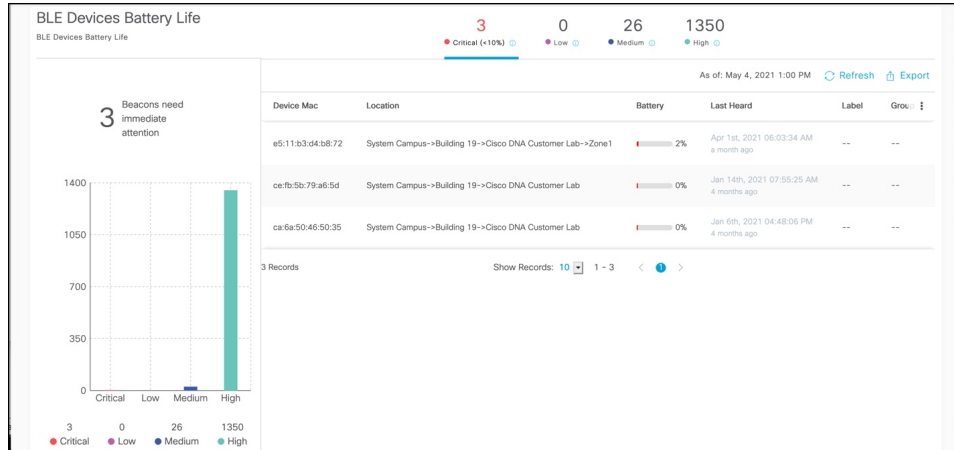 BLE Devices Battery Life
BLE Devices Battery Life
3 0 26 1350
Critical (<10%) Low Medium High
As of: May 4, 2021 1:00 PM Refresh Export
3 Beacons need immediate attention
Device Mac Location Battery Last Heard Label Grou
e5:11:b3:d4:b8:72 System Campus->Building 19->Cisco DNA Customer Lab->Zone1 2% Apr 1st, 2021 06:03:34 AM -- --
a month ago
ce:fb:5b:79:a6:5d System Campus->Building 19->Cisco DNA Customer Lab 0% Jan 14th, 2021 07:55:25 AM -- --
4 months ago
ca:6a:50:46:50:35 System Campus->Building 19->Cisco DNA Customer Lab 0% Jan 6th, 2021 04:48:06 PM -- --
4 months ago
3 Records Show Records: 10 1 - 3 < 1 >
1400
1050
700
350
0
Critical Low Medium High
3 0 26 1350
Critical Low Medium High